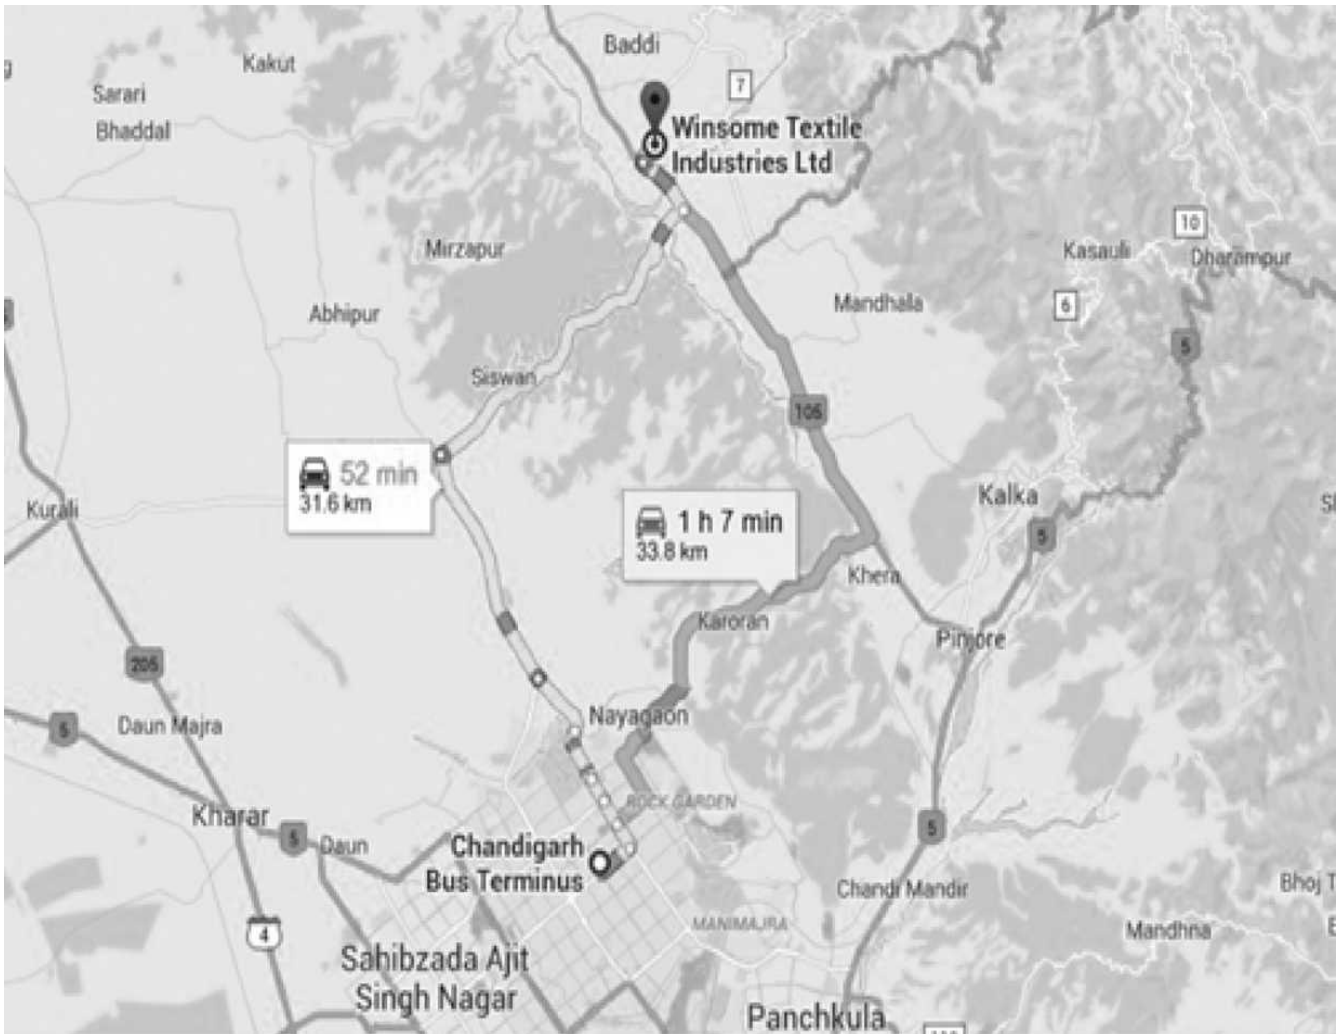 Baddi
Kakut
7
Sarari
Bhaddal
Winsome Textile
Industries Ltd
10
Mirzapur
Kasauli
Dharampur
Abhipur
Mandhala
6
5
Siswan
105
52 min
31.6 km
Kurali
1 h 7 min
33.8 km
Kalka
5
Khera
Karoran
Pinjore
205
Nayagaon
5
Daun Majra
ROCK GARDEN
Kharar
5
Daun
5
Chandigarh
Bus Terminus
Chandi Mandir
Bhoj T
4
MANIMAJRA
Mandhna
Sahibzada Ajit
Singh Nagar
Panchkula